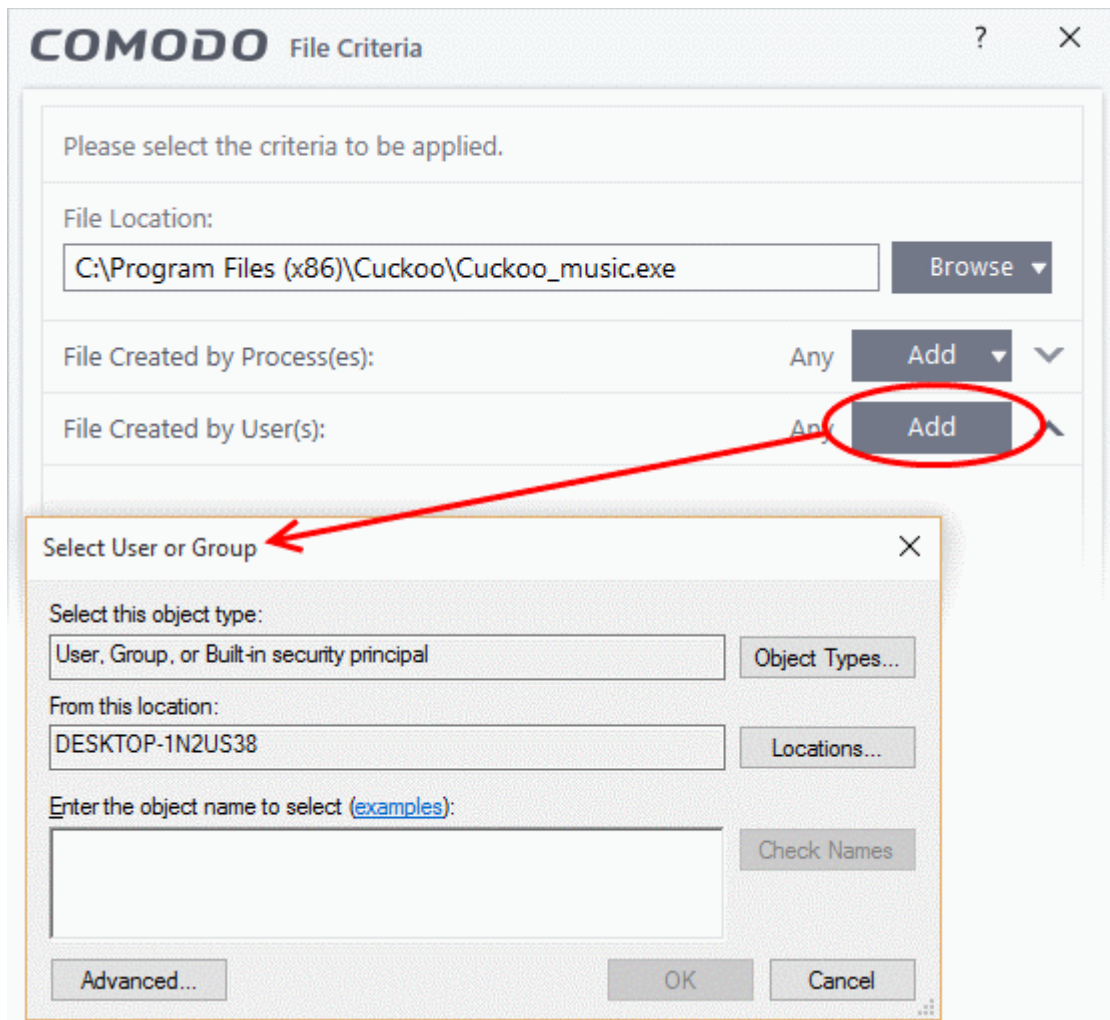 COMODO File Criteria ?
Please select the criteria to be applied.
File Location:
C:\Program Files (x86)\Cuckoo\Cuckoo_music.exe Browse
File Created by Process(es): Any Add
File Created by User(s): Any Add
Select User or Group
Select this object type:
User, Group, or Built-in security principal Object Types...
From this location:
DESKTOP-1N2US38 Locations...
Enter the object name to select (examples):
Check Names
Advanced... OK Cancel